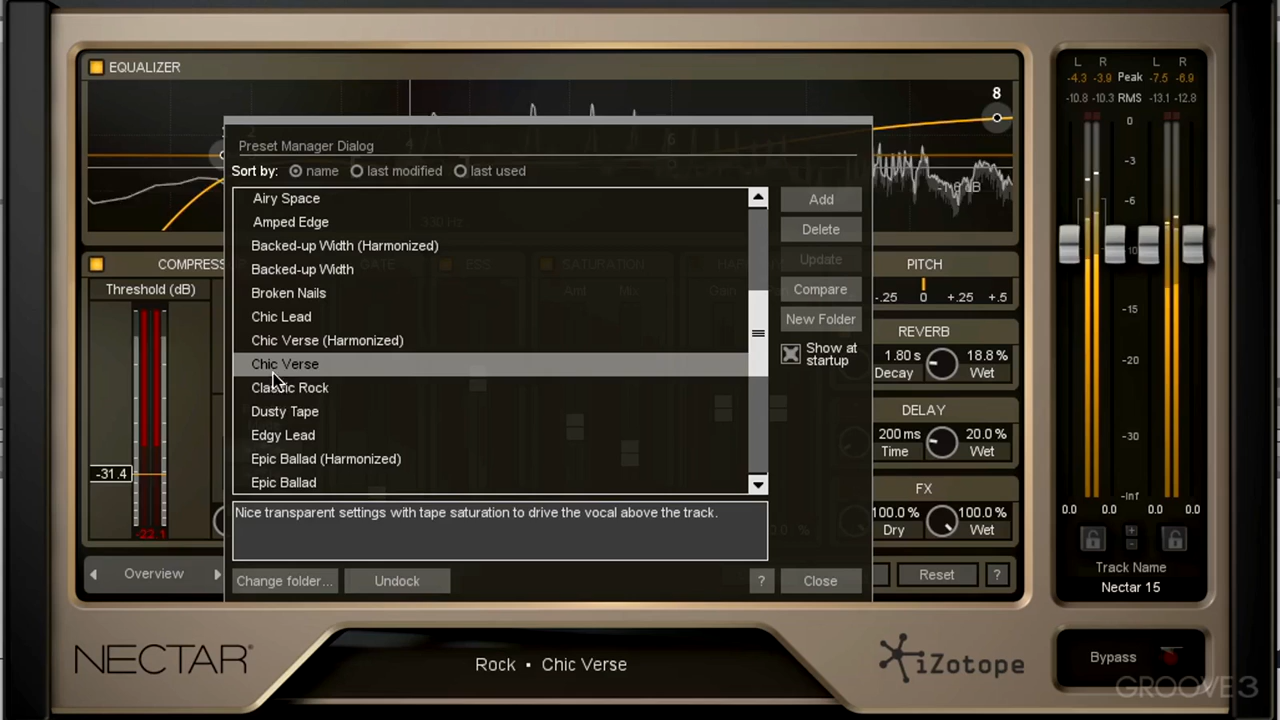 EQUALIZER
8
Preset Manager Dialog
Sort by: name last modified last used
Airy Space
Amped Edge
Backed-up Width (Harmonized)
Backed-up Width
Broken Nails
Chic Lead
Chic Verse (Harmonized)
Chic Verse
Classic Rock
Dusty Tape
Edgy Lead
Epic Ballad (Harmonized)
Epic Ballad
Nice transparent settings with tape saturation to drive the vocal above the track.
Add
Delete
Update
Compare
New Folder
Show at
startup
Change folder...
Undock
?
Close
COMPRESS
GATE
ESS
SATURATION
Threshold (dB)
-31.4
-22.1
Overview
PITCH
-.25 0 +.25 +.5
REVERB
1.80 s 18.8 %
Decay Wet
DELAY
200 ms 20.0 %
Time Wet
FX
100.0 % 100.0 %
Dry Wet
Reset
?
L R L R
-4.3 -3.9 Peak -7.5 -6.9
-10.8 -10.3 RMS -13.1 -12.8
0
-3
-6
10
-15
-20
-30
-Inf
0.0 0.0 0.0 0.0
Track Name
Nectar 15
NECTAR
Rock • Chic Verse
iZotope
Bypass
GROOVE3